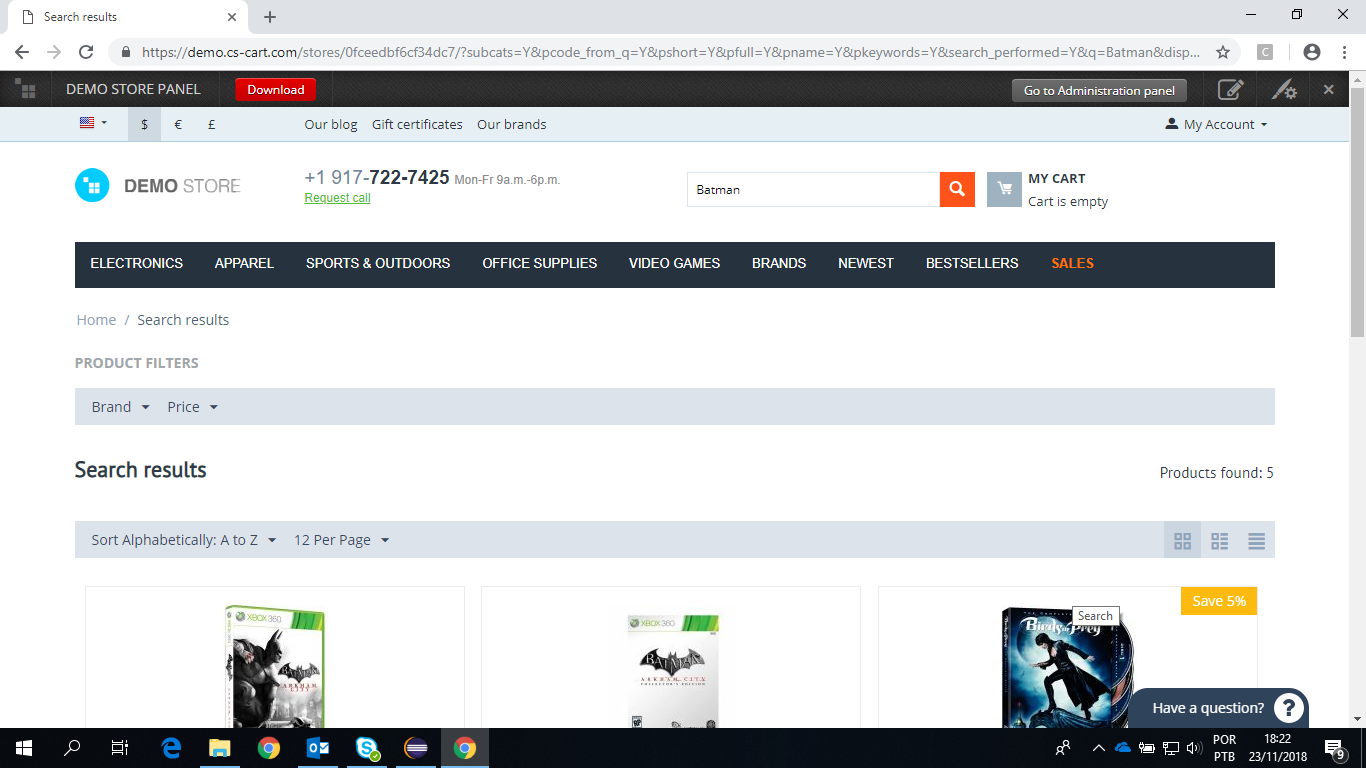 Search results
https://demo.cs-cart.com/stores/0fceedbf6cf34dc7/?subcats=Y&pcode_from_q=Y&pshort=Y&pfull=Y&pname=Y&pkeywords=Y&search_performed=Y&q=Batman&disp...
C
DEMO STORE PANEL Download Go to Administration panel
$ € £ Our blog Gift certificates Our brands My Account
DEMO STORE
+1 917-722-7425 Mon-Fr 9a.m.-6p.m.
Request call
Batman
MY CART
Cart is empty
ELECTRONICS APPAREL SPORTS & OUTDOORS OFFICE SUPPLIES VIDEO GAMES BRANDS NEWEST BESTSELLERS SALES
Home / Search results
PRODUCT FILTERS
Brand Price
Search results
Products found: 5
Sort Alphabetically: A to Z 12 Per Page
XBOX 360
BATMAN
ARKHAM CITY
XBOX 360
BATMAN
ARKHAM CITY
COLLECTOR'S EDITION
Save 5%
Birds of Prey
Search
Have a question? ?
POR 18:22
PTB 23/11/2018 9